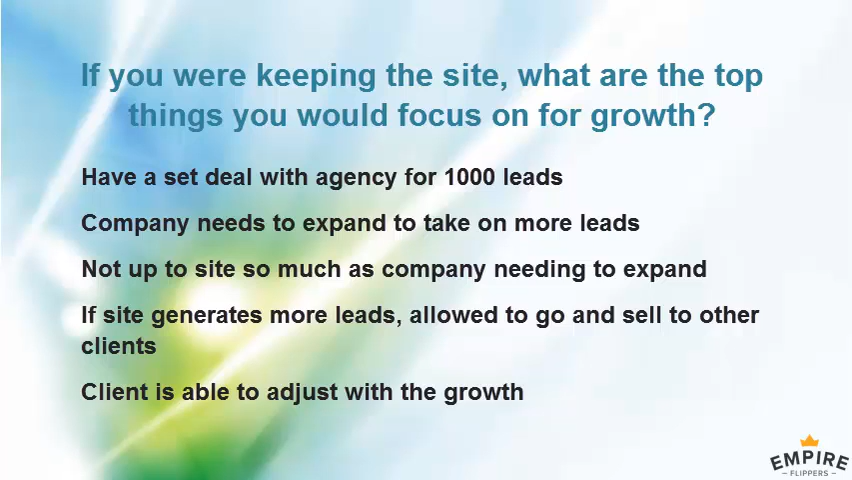 If you were keeping the site, what are the top
things you would focus on for growth?
Have a set deal with agency for 1000 leads
Company needs to expand to take on more leads
Not up to site so much as company needing to expand
If site generates more leads, allowed to go and sell to other
clients
Client is able to adjust with the growth
EMPIRE
– FLIPPERS –